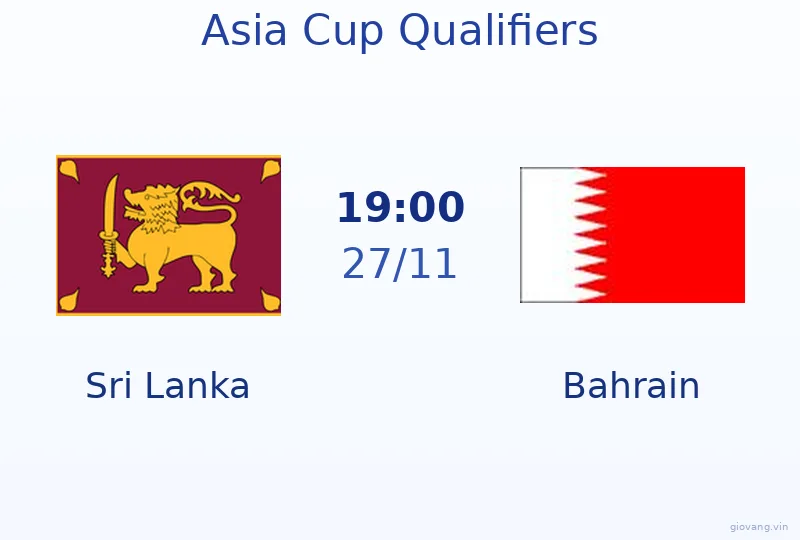 Asia Cup Qualifiers
19:00
27/11
Sri Lanka
Bahrain
giovang.vin